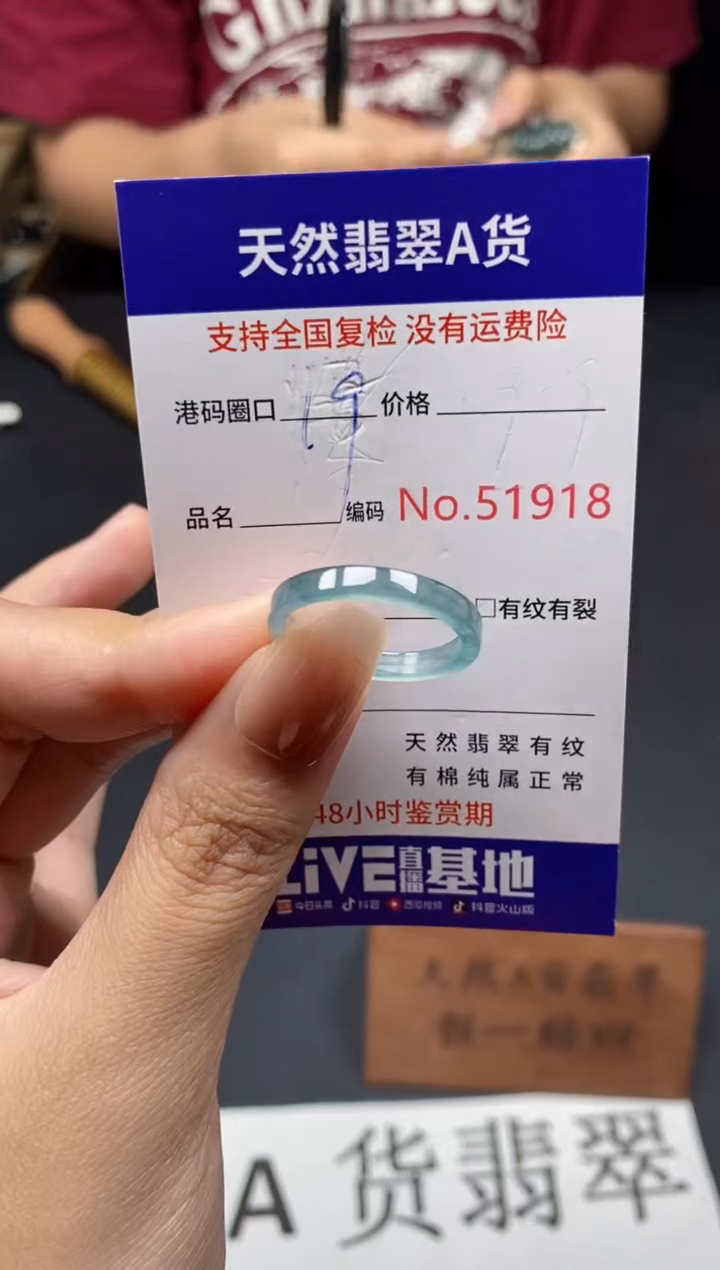 天然翡翠A货
支持全国复检 没有运费险
港码圈口 19 价格
品名 编码 No.51918
□有纹有裂
天然翡翠有纹
有棉纯属正常
48小时鉴赏期
LiVE直播基地
今日头条 抖音 西瓜视频 抖音火山版
A货翡翠